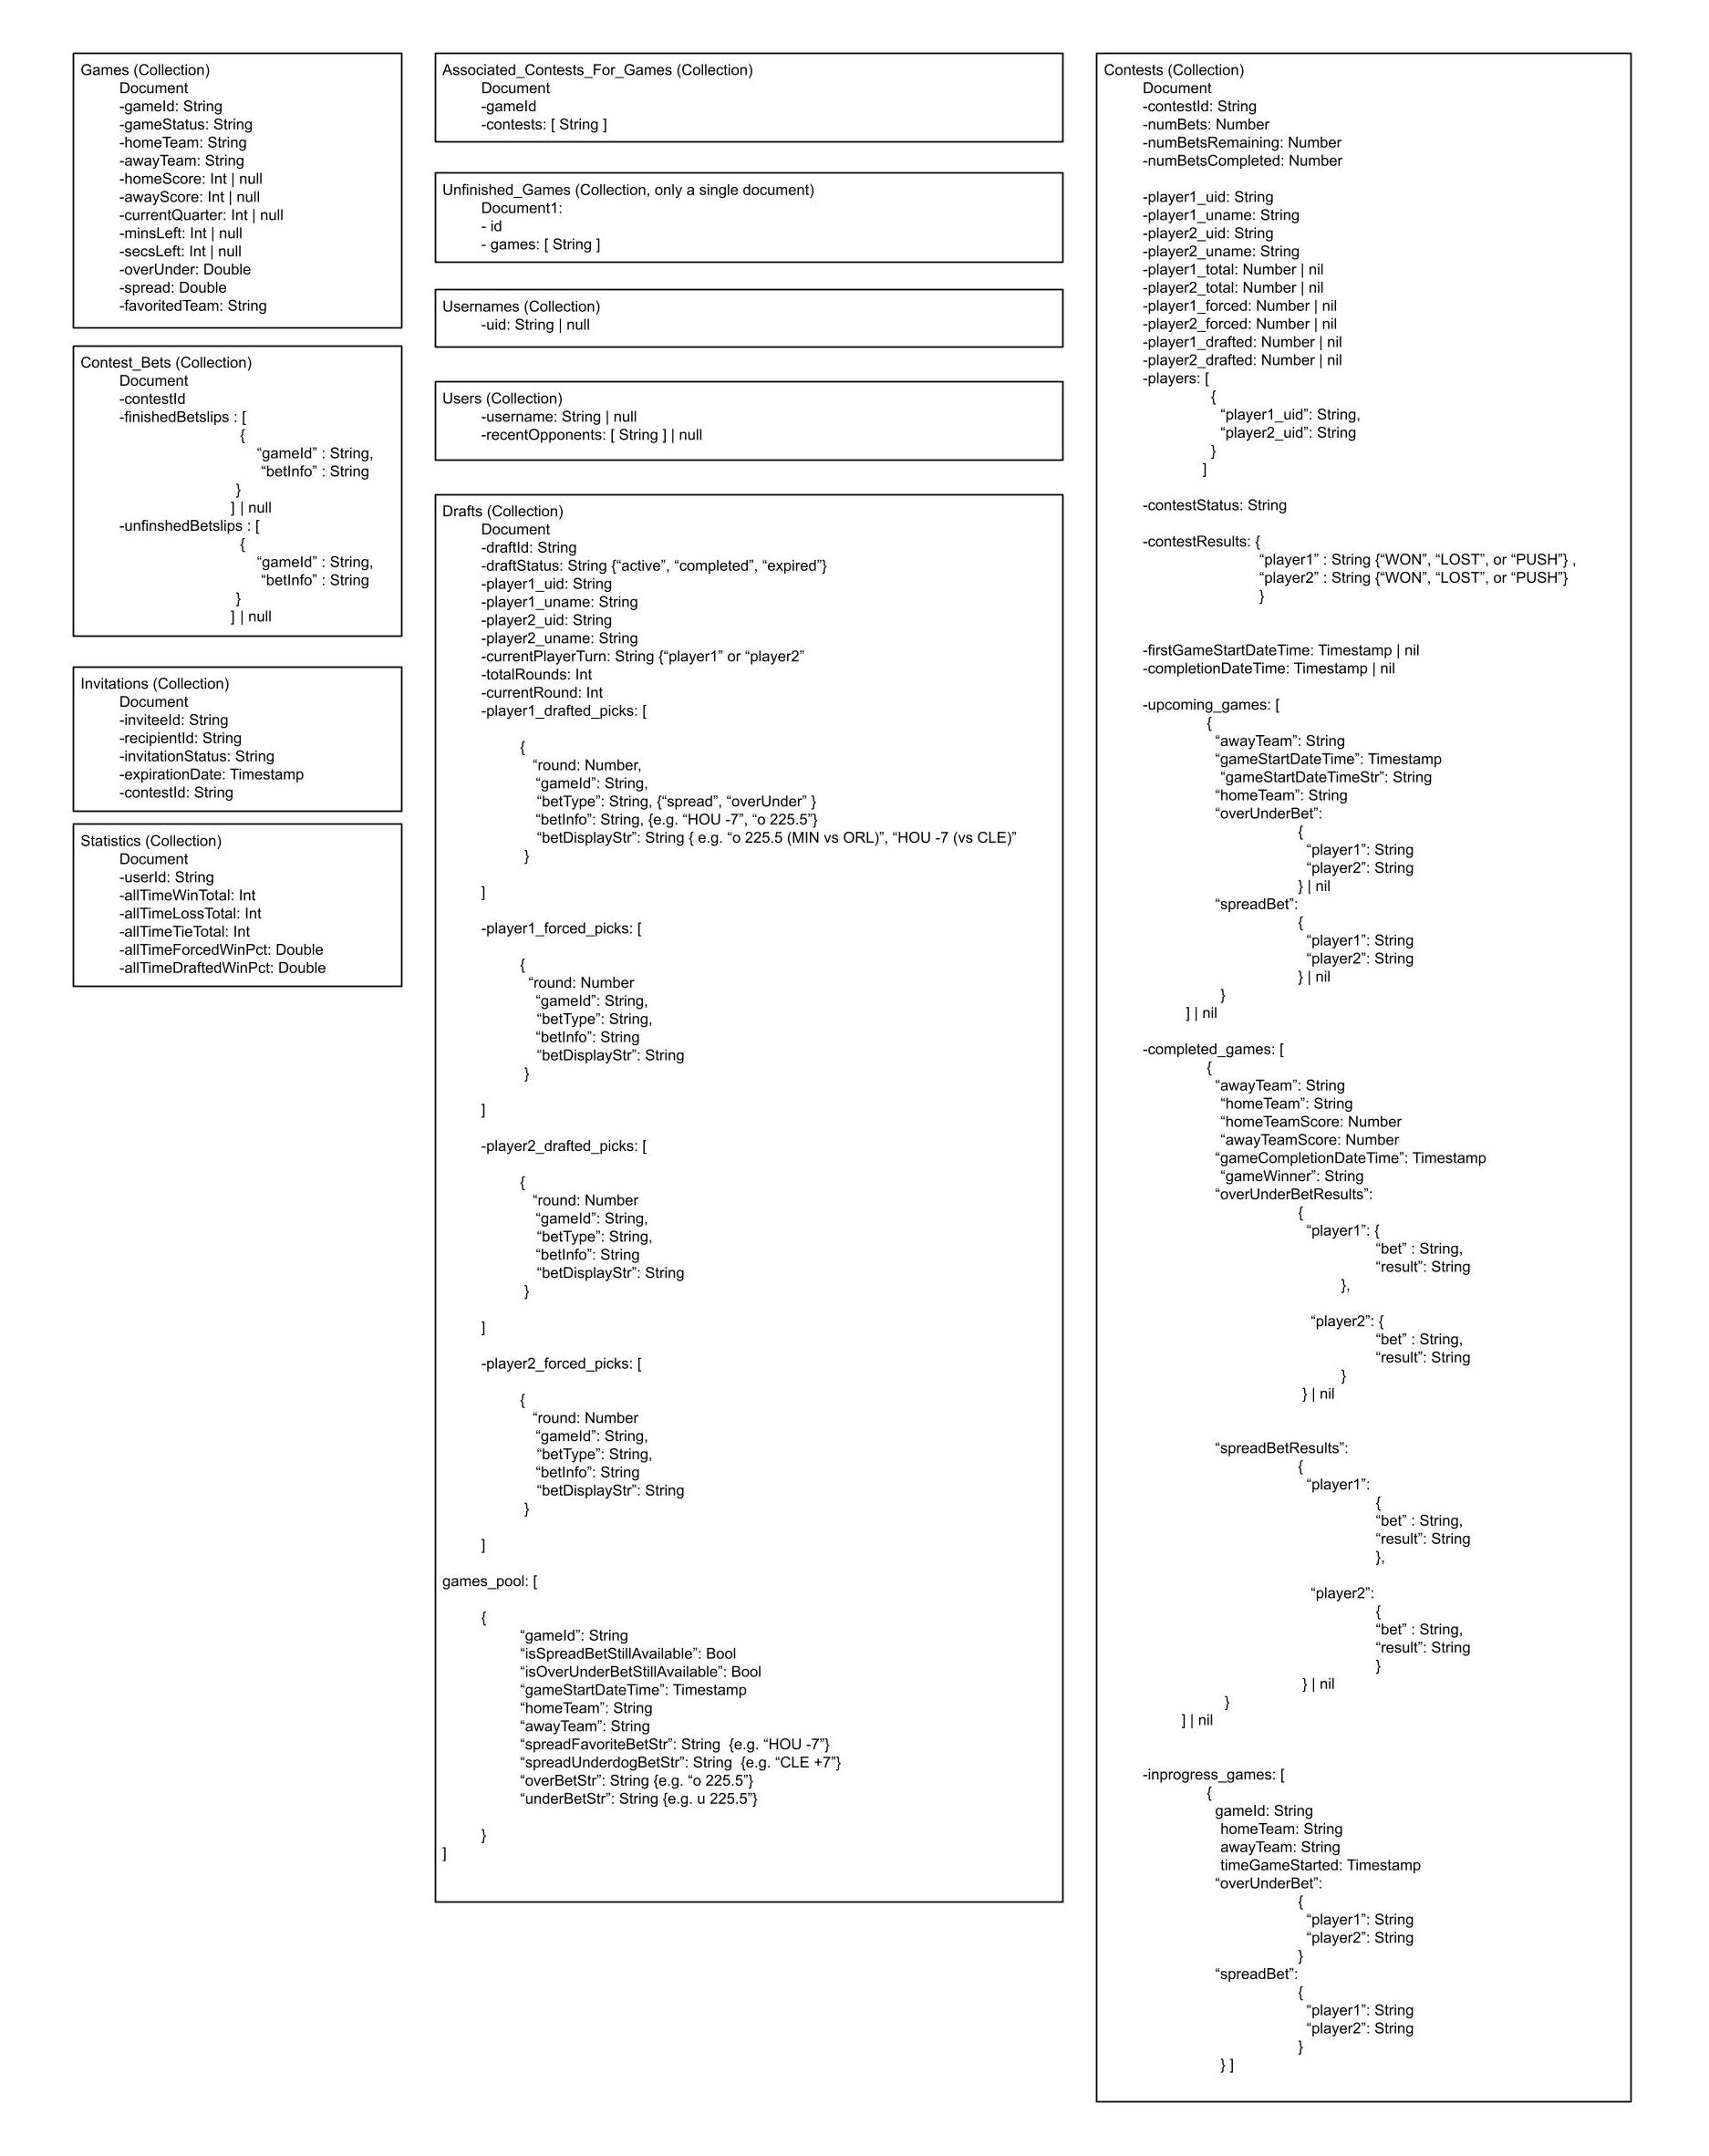 Games (Collection)
Document
-gameId: String
-gameStatus: String
-homeTeam: String
-awayTeam: String
-homeScore: Int | null
-awayScore: Int | null
-currentQuarter: Int | null
-minsLeft: Int | null
-secsLeft: Int | null
-overUnder: Double
-spread: Double
-favoritedTeam: String
Contest_Bets (Collection)
Document
-contestId
-finishedBetslips : [
{
“gameId” : String,
“betInfo” : String
}
] | null
-unfinshedBetslips : [
{
“gameId” : String,
“betInfo” : String
}
] | null
Invitations (Collection)
Document
-inviteeId: String
-recipientId: String
-invitationStatus: String
-expirationDate: Timestamp
-contestId: String
Statistics (Collection)
Document
-userId: String
-allTimeWinTotal: Int
-allTimeLossTotal: Int
-allTimeTieTotal: Int
-allTimeForcedWinPct: Double
-allTimeDraftedWinPct: Double
Associated_Contests_For_Games (Collection)
Document
-gameId
-contests: [ String ]
Unfinished_Games (Collection, only a single document)
Document1:
- id
- games: [ String ]
Usernames (Collection)
-uid: String | null
Users (Collection)
-username: String | null
-recentOpponents: [ String ] | null
Drafts (Collection)
Document
-draftId: String
-draftStatus: String {“active”, “completed”, “expired”}
-player1_uid: String
-player1_uname: String
-player2_uid: String
-player2_uname: String
-currentPlayerTurn: String {“player1” or “player2”
-totalRounds: Int
-currentRound: Int
-player1_drafted_picks: [
{
“round: Number,
“gameId”: String,
“betType”: String, {“spread”, “overUnder” }
“betInfo”: String, {e.g. “HOU -7”, “o 225.5”}
“betDisplayStr”: String { e.g. “o 225.5 (MIN vs ORL)”, “HOU -7 (vs CLE)”
}
]
-player1_forced_picks: [
{
“round: Number
“gameId”: String,
“betType”: String,
“betInfo”: String
“betDisplayStr”: String
}
]
-player2_drafted_picks: [
{
“round: Number
“gameId”: String,
“betType”: String,
“betInfo”: String
“betDisplayStr”: String
}
]
-player2_forced_picks: [
{
“round: Number
“gameId”: String,
“betType”: String,
“betInfo”: String
“betDisplayStr”: String
}
]
games_pool: [
{
“gameId”: String
“isSpreadBetStillAvailable”: Bool
“isOverUnderBetStillAvailable”: Bool
“gameStartDateTime”: Timestamp
“homeTeam”: String
“awayTeam”: String
“spreadFavoriteBetStr”: String {e.g. “HOU -7”}
“spreadUnderdogBetStr”: String {e.g. “CLE +7”}
“overBetStr”: String {e.g. “o 225.5”}
“underBetStr”: String {e.g. u 225.5”}
}
]
Contests (Collection)
Document
-contestId: String
-numBets: Number
-numBetsRemaining: Number
-numBetsCompleted: Number
-player1_uid: String
-player1_uname: String
-player2_uid: String
-player2_uname: String
-player1_total: Number | nil
-player2_total: Number | nil
-player1_forced: Number | nil
-player2_forced: Number | nil
-player1_drafted: Number | nil
-player2_drafted: Number | nil
-players: [
{
“player1_uid”: String,
“player2_uid”: String
}
]
-contestStatus: String
-contestResults: {
“player1” : String {“WON”, “LOST”, or “PUSH”} ,
“player2” : String {“WON”, “LOST”, or “PUSH”}
}
-firstGameStartDateTime: Timestamp | nil
-completionDateTime: Timestamp | nil
-upcoming_games: [
{
“awayTeam”: String
“gameStartDateTime”: Timestamp
“gameStartDateTimeStr”: String
“homeTeam”: String
“overUnderBet”:
{
“player1”: String
“player2”: String
} | nil
“spreadBet”:
{
“player1”: String
“player2”: String
} | nil
}
] | nil
-completed_games: [
{
“awayTeam”: String
“homeTeam”: String
“homeTeamScore: Number
“awayTeamScore: Number
“gameCompletionDateTime”: Timestamp
“gameWinner”: String
“overUnderBetResults”:
{
“player1”: {
“bet” : String,
“result”: String
},
“player2”: {
“bet” : String,
“result”: String
}
} | nil
“spreadBetResults”:
{
“player1”:
{
“bet” : String,
“result”: String
},
“player2”:
{
“bet” : String,
“result”: String
}
} | nil
}
] | nil
-inprogress_games: [
{
gameId: String
homeTeam: String
awayTeam: String
timeGameStarted: Timestamp
“overUnderBet”:
{
“player1”: String
“player2”: String
}
“spreadBet”:
{
“player1”: String
“player2”: String
}
} ]